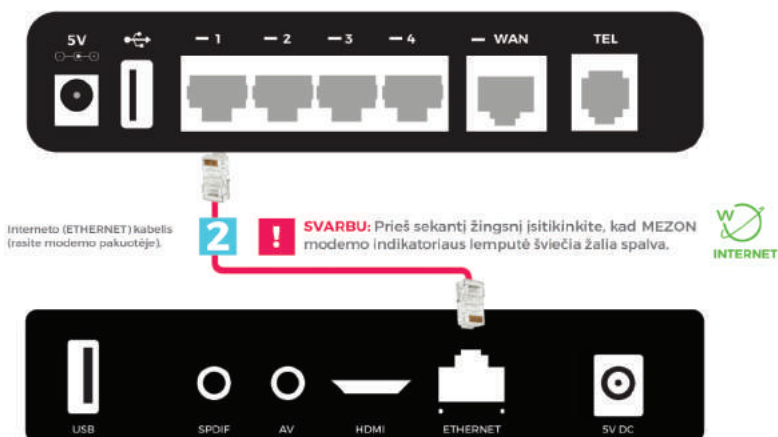 5V
1
2
3
4
WAN
TEL
Interneto (ETHERNET) kabelis
(rasite modemo pakuotėje).
2
!
SVARBU: Prieš sekantį žingsnį įsitikinkite, kad MEZON
modemo indikatoriaus lemputė šviečia žalia spalva.
W
INTERNET
USB
SPDIF
AV
HDMI
ETHERNET
5V DC